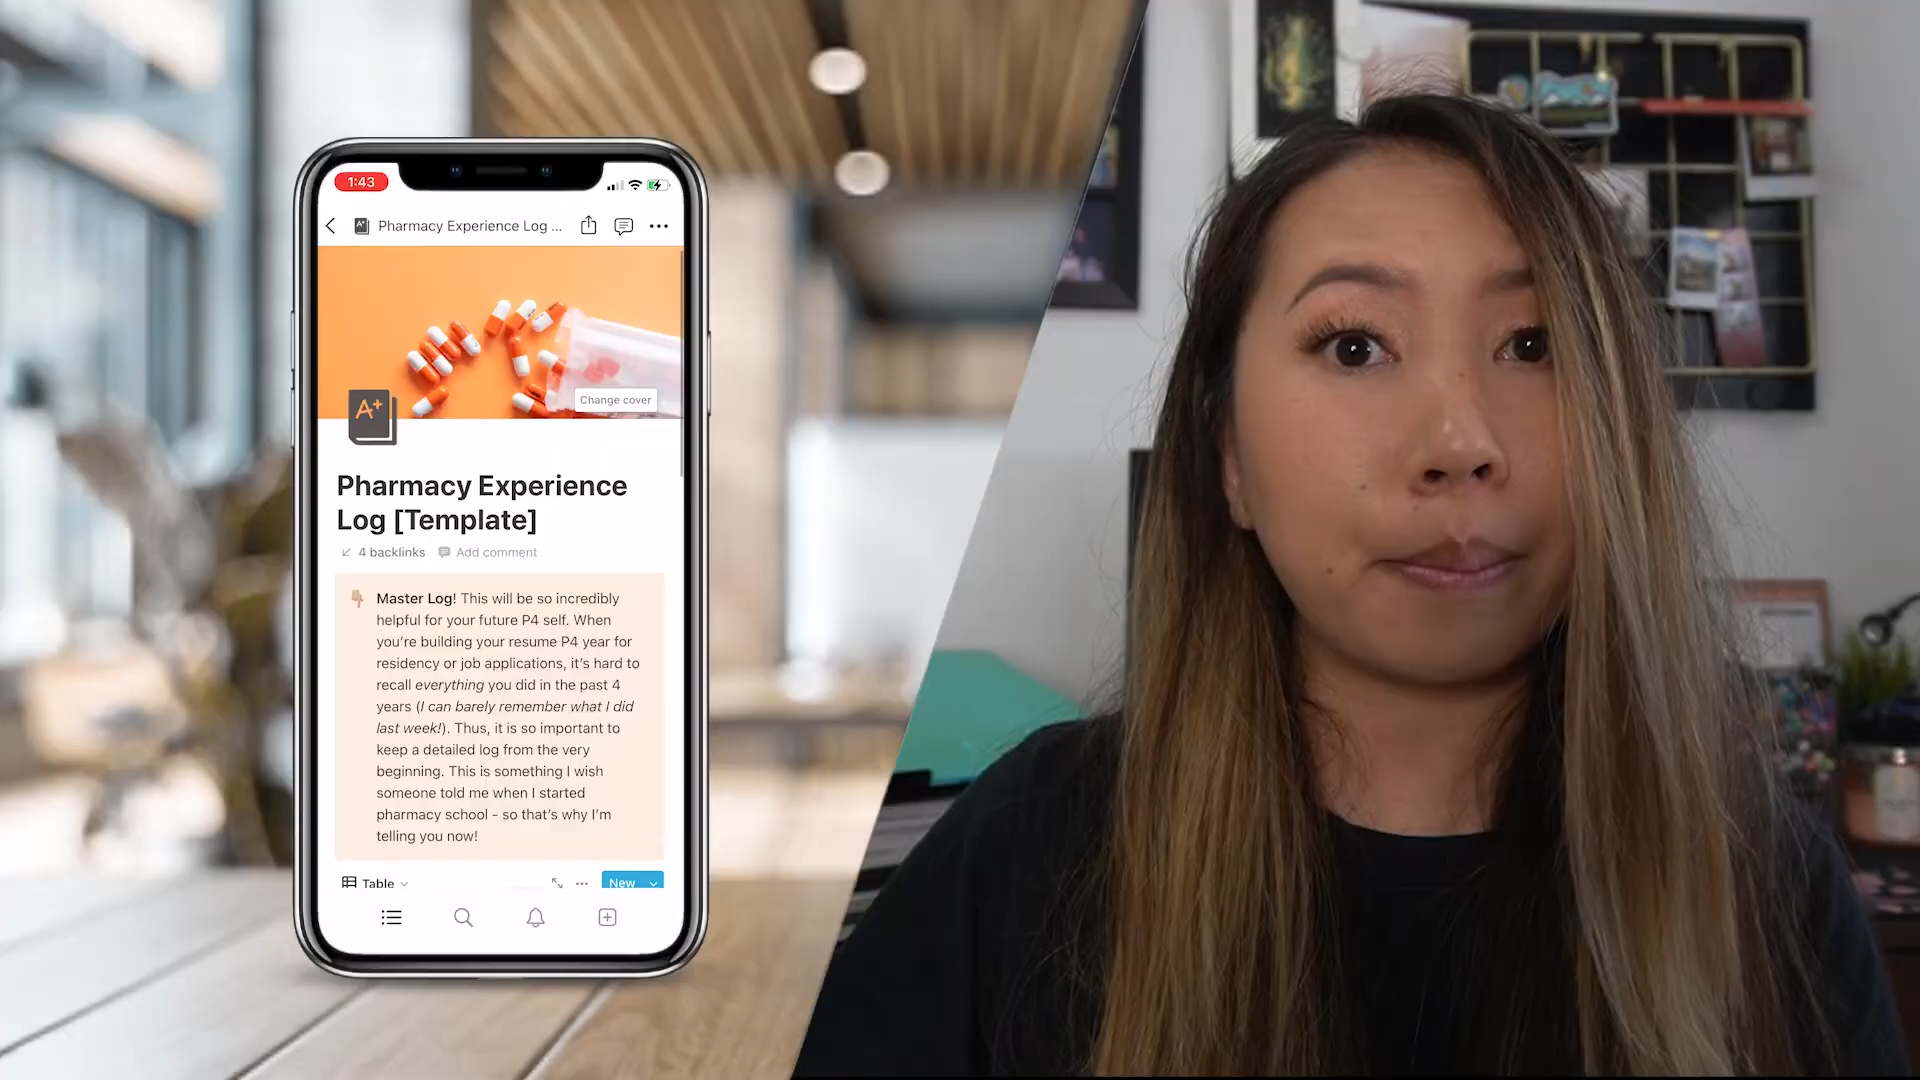 1:43
Pharmacy Experience Log ...
Change cover
A+
Pharmacy Experience
Log [Template]
4 backlinks Add comment
Master Log! This will be so incredibly
helpful for your future P4 self. When
you're building your resume P4 year for
residency or job applications, it's hard to
recall everything you did in the past 4
years (I can barely remember what I did
last week!). Thus, it is so important to
keep a detailed log from the very
beginning. This is something I wish
someone told me when I started
pharmacy school - so that's why I'm
telling you now!
Table New